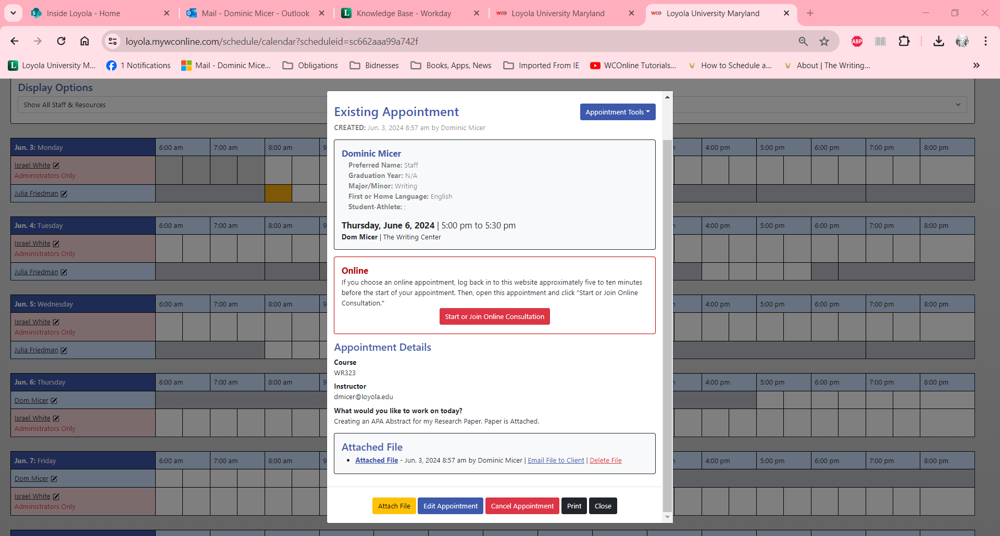 Inside Loyola - Home
Mail - Dominic Micer - Outlook
Knowledge Base - Workday
Loyola University Maryland
Loyola University Maryland
loyola.mywconline.com/schedule/calendar?scheduleid=sc662aaa99a742f
ABP
Loyola University M...
1 Notifications
Mail - Dominic Mice...
Obligations
Bidnesses
Books, Apps, News
Imported From IE
WCOnline Tutorials...
How to Schedule a...
About | The Writing...
Display Options
Show All Staff & Resources
Existing Appointment
Appointment Tools
CREATED: Jun. 3, 2024 8:57 am by Dominic Micer
Dominic Micer
Preferred Name: Staff
Graduation Year: N/A
Major/Minor: Writing
First or Home Language: English
Student-Athlete: ;
Thursday, June 6, 2024 | 5:00 pm to 5:30 pm
Dom Micer | The Writing Center
Online
If you choose an online appointment, log back in to this website approximately five to ten minutes
before the start of your appointment. Then, open this appointment and click "Start or Join Online
Consultation."
Start or Join Online Consultation
Appointment Details
Course
WR323
Instructor
dmicer@loyola.edu
What would you like to work on today?
Creating an APA Abstract for my Research Paper. Paper is Attached.
Attached File
Attached File - Jun. 3, 2024 8:57 am by Dominic Micer | Email File to Client | Delete File
Attach File
Edit Appointment
Cancel Appointment
Print
Close
Jun. 3: Monday 6:00 am 7:00 am 8:00 am 9 4:00 pm 5:00 pm 6:00 pm 7:00 pm 8:00 pm
Israel White
Administrators Only
Julia Friedman
Jun. 4: Tuesday 6:00 am 7:00 am 8:00 am 9 4:00 pm 5:00 pm 6:00 pm 7:00 pm 8:00 pm
Israel White
Administrators Only
Julia Friedman
Jun. 5: Wednesday 6:00 am 7:00 am 8:00 am 9 4:00 pm 5:00 pm 6:00 pm 7:00 pm 8:00 pm
Israel White
Administrators Only
Julia Friedman
Jun. 6: Thursday 6:00 am 7:00 am 8:00 am 9 4:00 pm 5:00 pm 6:00 pm 7:00 pm 8:00 pm
Dom Micer
Israel White
Administrators Only
Jun. 7: Friday 6:00 am 7:00 am 8:00 am 9 4:00 pm 5:00 pm 6:00 pm 7:00 pm 8:00 pm
Dom Micer
Israel White
Administrators Only